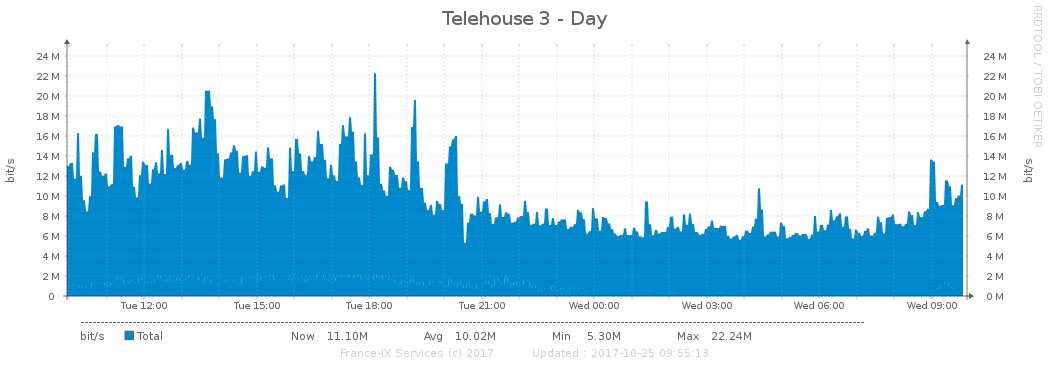 Telehouse 3 - Day
RRDTOOL / TOBI OETIKER
24 M 24 M
22 M 22 M
20 M 20 M
18 M 18 M
16 M 16 M
14 M 14 M
12 M 12 M
10 M 10 M
8 M 8 M
6 M 6 M
4 M 4 M
2 M 2 M
0 0 M
bit/s
bit/s
Tue 12:00 Tue 15:00 Tue 18:00 Tue 21:00 Wed 00:00 Wed 03:00 Wed 06:00 Wed 09:00
bit/s Total Now 11.10M Avg 10.02M Min 5.30M Max 22.24M
France-IX Services (c) 2017 Updated : 2017-10-25 09:55:13